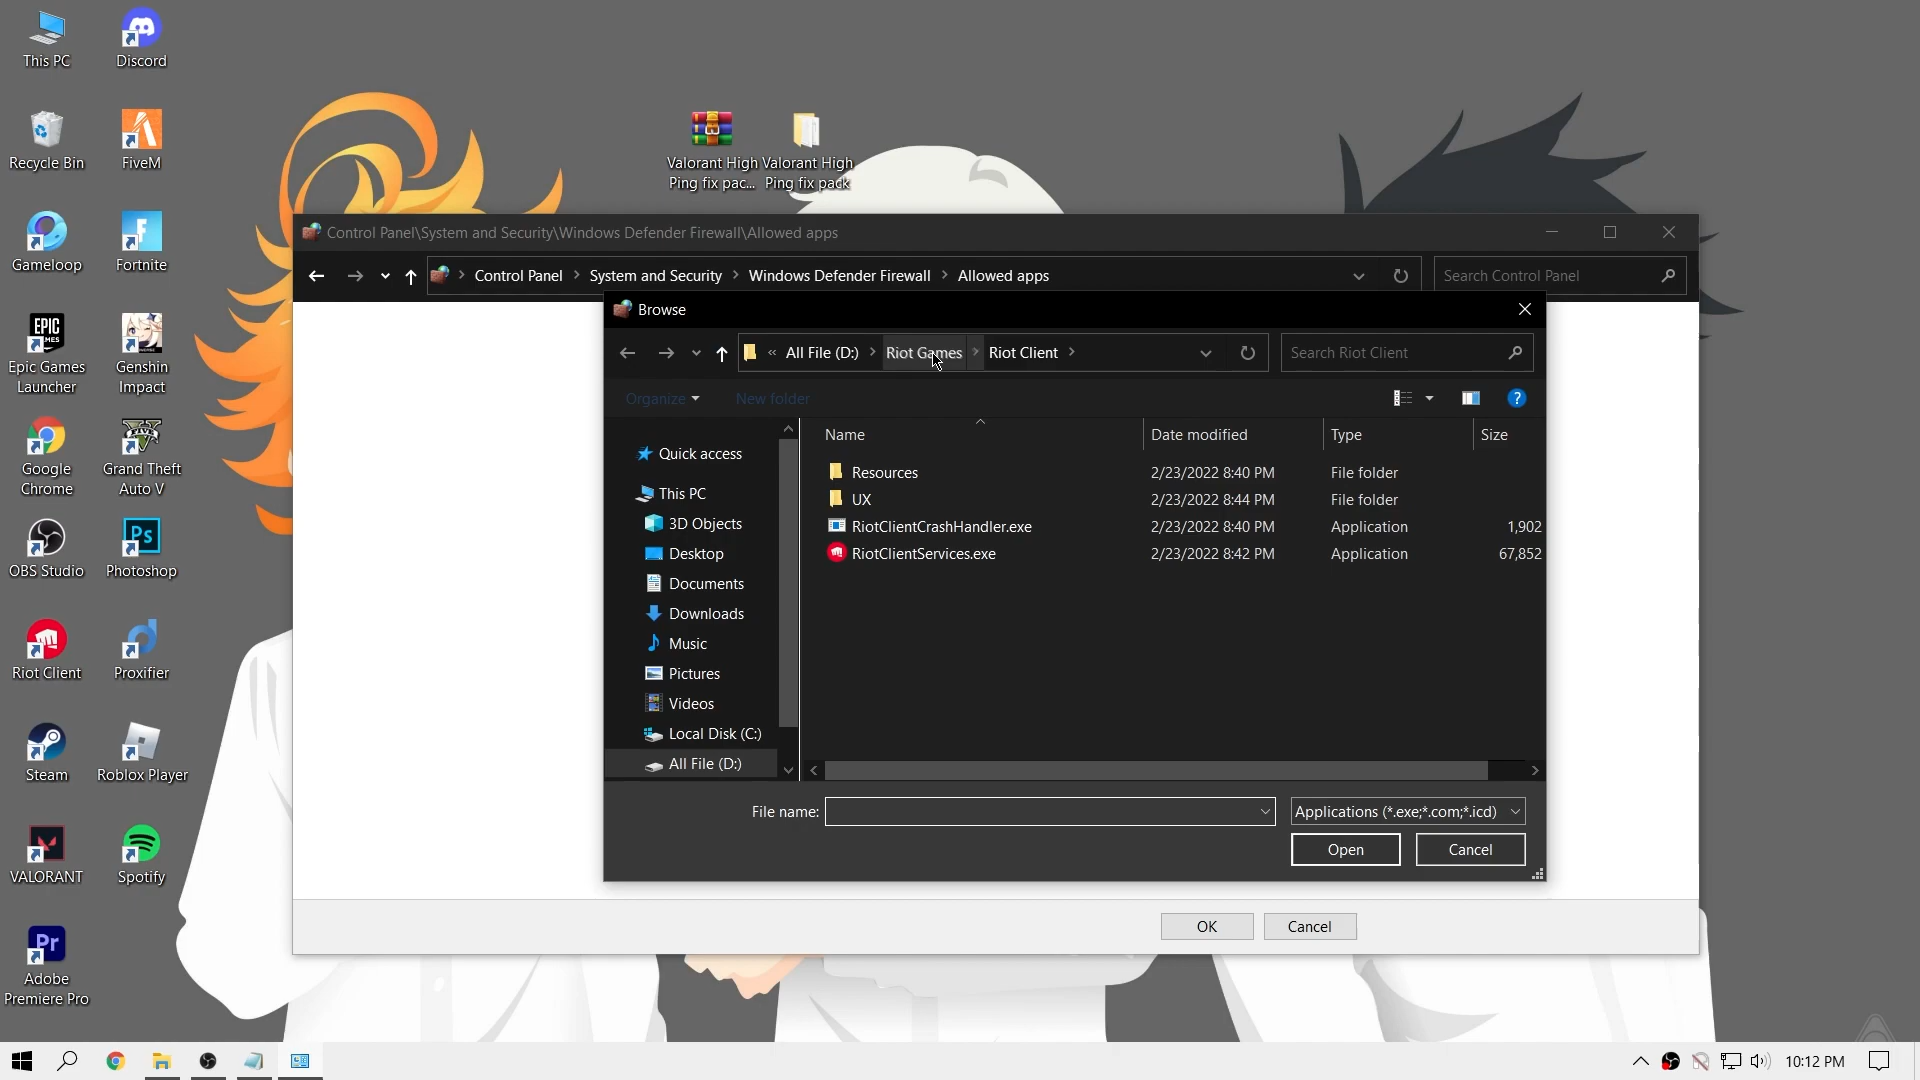 This PC
Discord
Recycle Bin
FiveM
Valorant High
Ping fix pac...
Valorant High
Ping fix pack
Gameloop
Fortnite
EPIC
GAMES
Epic Games
Launcher
Genshin
Impact
Google
Chrome
Grand Theft
Auto V
OBS Studio
Ps
Photoshop
Riot Client
Proxifier
Steam
Roblox Player
VALORANT
Spotify
Pr
Adobe
Premiere Pro
Control Panel\System and Security\Windows Defender Firewall\Allowed apps
Control Panel > System and Security > Windows Defender Firewall > Allowed apps
Search Control Panel
Browse
« All File (D:) > Riot Games > Riot Client >
Search Riot Client
Organize
New folder
Name Date modified Type Size
Resources 2/23/2022 8:40 PM File folder
UX 2/23/2022 8:44 PM File folder
RiotClientCrashHandler.exe 2/23/2022 8:40 PM Application 1,902
RiotClientServices.exe 2/23/2022 8:42 PM Application 67,852
Quick access
This PC
3D Objects
Desktop
Documents
Downloads
Music
Pictures
Videos
Local Disk (C:)
All File (D:)
File name:
Applications (*.exe;*.com;*.icd)
Open
Cancel
OK
Cancel
10:12 PM